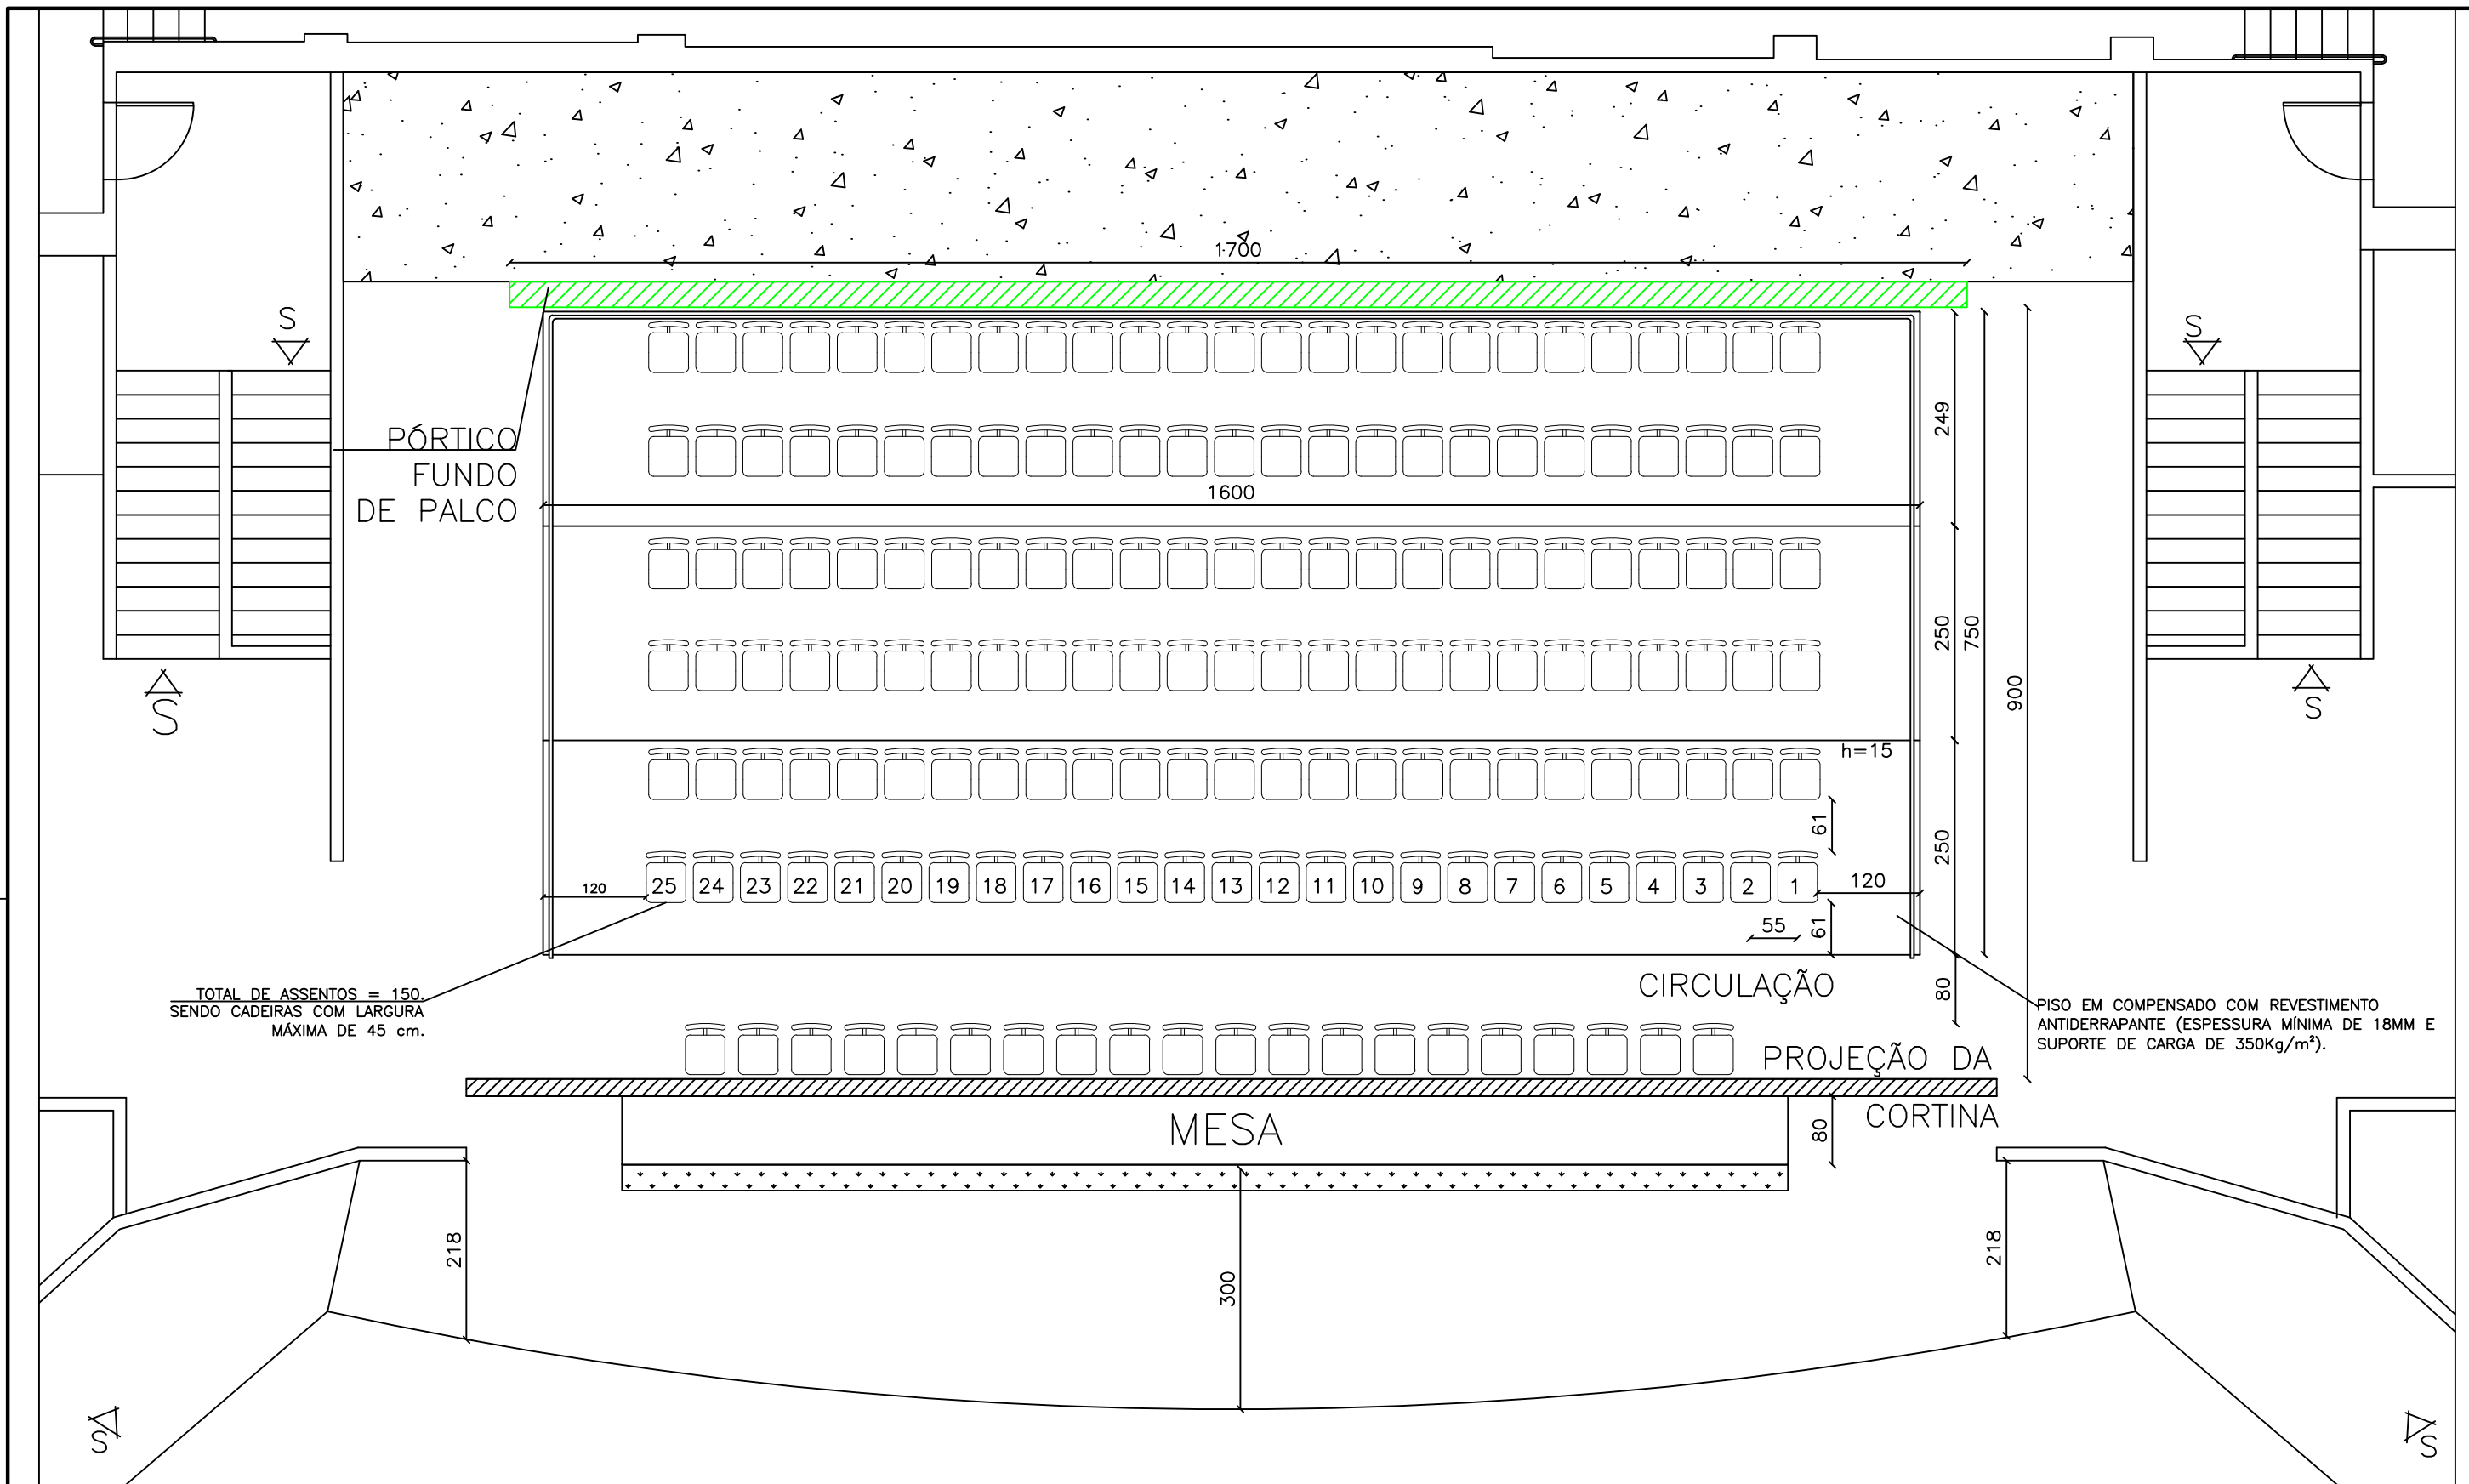 1700
S
S
PÓRTICO
FUNDO
DE PALCO
249
1600
250
750
900
S
S
h=15
61
250
120
25 24 23 22 21 20 19 18 17 16 15 14 13 12 11 10 9 8 7 6 5 4 3 2 1
120
55
61
CIRCULAÇÃO
80
TOTAL DE ASSENTOS = 150.
SENDO CADEIRAS COM LARGURA
MÁXIMA DE 45 cm.
PISO EM COMPENSADO COM REVESTIMENTO
ANTIDERRAPANTE (ESPESSURA MÍNIMA DE 18MM E
SUPORTE DE CARGA DE 350Kg/m²).
PROJEÇÃO DA
CORTINA
MESA
80
218
300
218
S
S